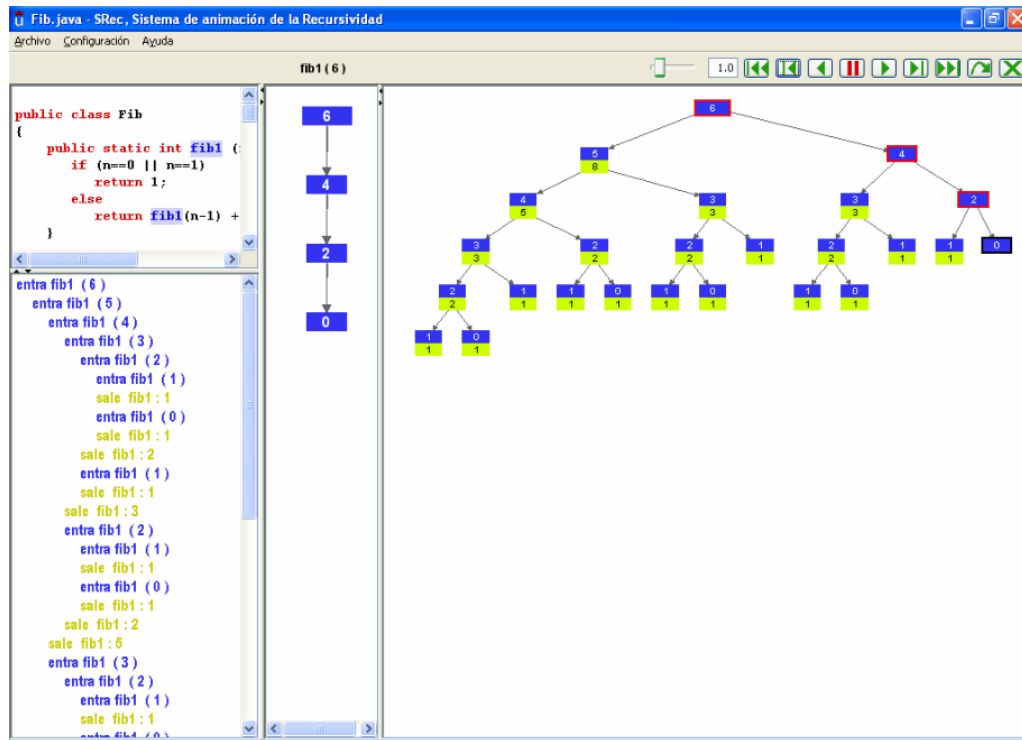 Fib.java - SRec, Sistema de animación de la Recursividad
Archivo Configuración Ayuda
fib1 ( 6 )
1.0
public class Fib
{
public static int fib1 (
if (n==0 || n==1)
return 1;
else
return fib1(n-1) +
}
entra fib1 ( 6 )
entra fib1 ( 5 )
entra fib1 ( 4 )
entra fib1 ( 3 )
entra fib1 ( 2 )
entra fib1 ( 1 )
sale fib1 : 1
entra fib1 ( 0 )
sale fib1 : 1
sale fib1 : 2
entra fib1 ( 1 )
sale fib1 : 1
sale fib1 : 3
entra fib1 ( 2 )
entra fib1 ( 1 )
sale fib1 : 1
entra fib1 ( 0 )
sale fib1 : 1
sale fib1 : 2
sale fib1 : 5
entra fib1 ( 3 )
entra fib1 ( 2 )
entra fib1 ( 1 )
sale fib1 : 1
entra fib1 ( 0 )
6
4
2
0
6
5 4
8
4 3 3 2
5 3 3
3 2 2 1 2 1 1 0
3 2 2 1 2 1 1
2 1 1 0 1 0 1 0
2 1 1 1 1 1 1 1
1 0
1 1